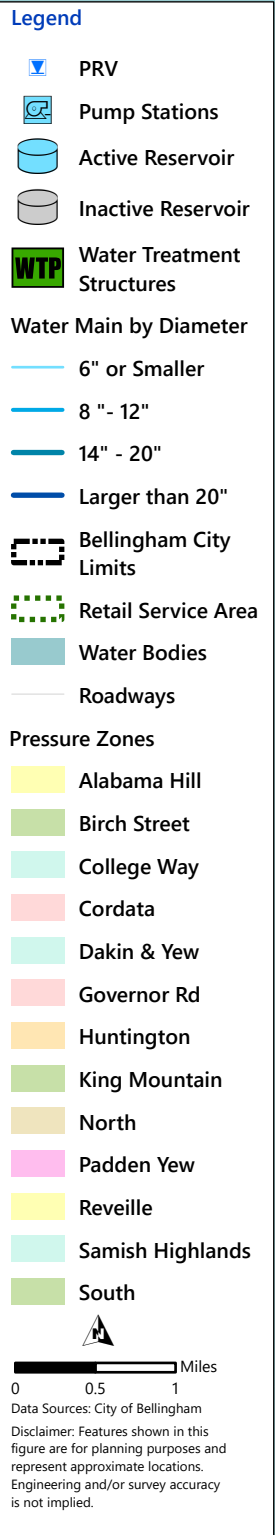 Legend
PRV
Pump Stations
Active Reservoir
Inactive Reservoir
WTP
Water Treatment
Structures
Water Main by Diameter
6" or Smaller
8 "- 12"
14" - 20"
Larger than 20"
Bellingham City
Limits
Retail Service Area
Water Bodies
Roadways
Pressure Zones
Alabama Hill
Birch Street
College Way
Cordata
Dakin & Yew
Governor Rd
Huntington
King Mountain
North
Padden Yew
Reveille
Samish Highlands
South
N
Miles
0 0.5 1
Data Sources: City of Bellingham
Disclaimer: Features shown in this
figure are for planning purposes and
represent approximate locations.
Engineering and/or survey accuracy
is not implied.